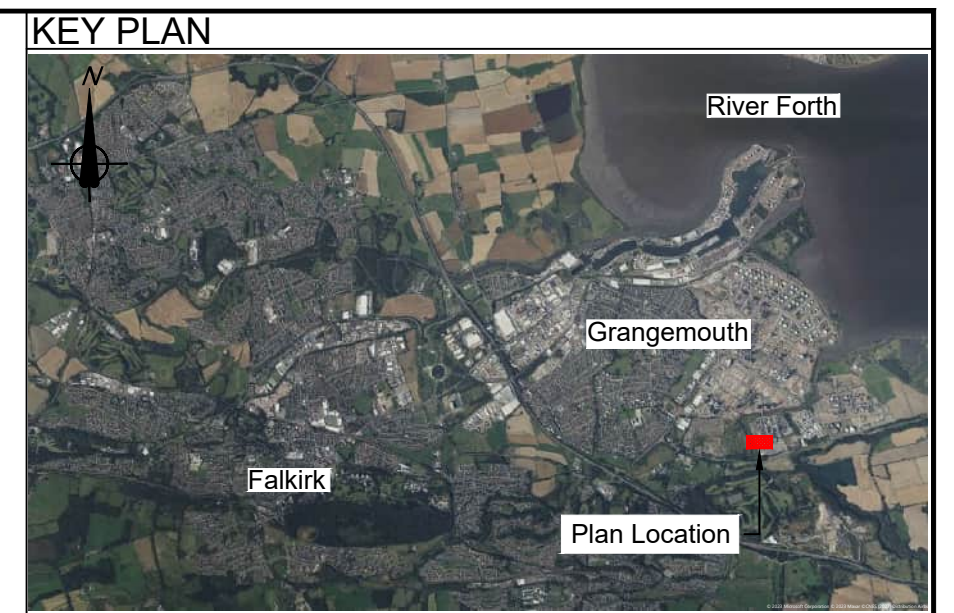 KEY PLAN
N
River Forth
Grangemouth
Falkirk
Plan Location